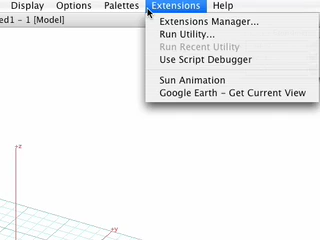 Display Options Palettes Extensions Help
ed1 - 1 [Model]
Extensions Manager...
Run Utility...
Run Recent Utility
Use Script Debugger
Sun Animation
Google Earth - Get Current View
+z
+y